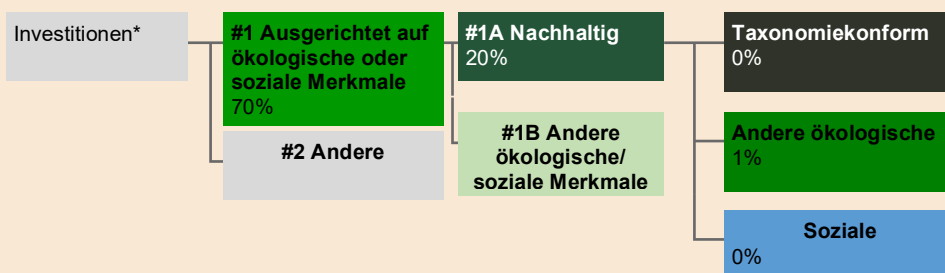 Investitionen*
#1 Ausgerichtet auf
ökologische oder
soziale Merkmale
70%
#2 Andere
#1A Nachhaltig
20%
#1B Andere
ökologische/
soziale Merkmale
Taxonomiekonform
0%
Andere ökologische
1%
Soziale
0%